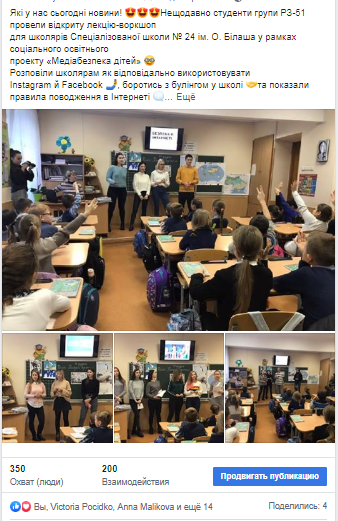 Які у нас сьогодні новини! 😍😍😍Нещодавно студенти групи РЗ-51
провели відкриту лекцію-воркшоп
для школярів Спеціалізованої школи № 24 ім. О. Білаша у рамках
соціального освітнього
проекту «Медіабезпека дітей» 🤓
Розповіли школярам як відповідально використовувати
Instagram й Facebook 🤳, боротись з булінгом у школі 🤝та показали
правила поводження в Інтернеті 💬... Ещё
350
200
Охват (люди)
Взаимодействия
Продвигать публикацию
Вы, Victoria Pocidko, Anna Malikova и ещё 14
Поделились: 4